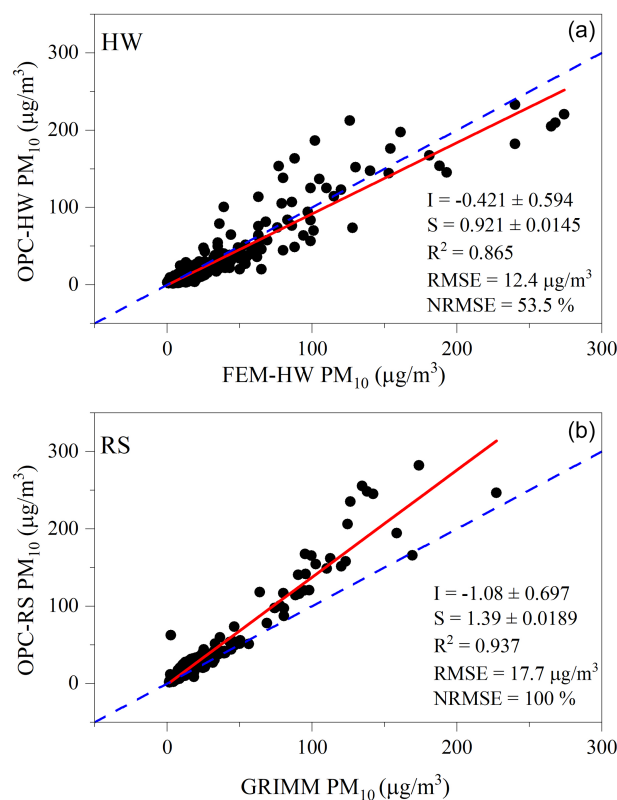 HW
(a)
300
200
100
0
OPC-HW PM10 (μg/m3)
I = -0.421 ± 0.594
S = 0.921 ± 0.0145
R2 = 0.865
RMSE = 12.4 μg/m3
NRMSE = 53.5 %
0 100 200 300
FEM-HW PM10 (μg/m3)
RS
(b)
300
200
100
0
OPC-RS PM10 (μg/m3)
I = -1.08 ± 0.697
S = 1.39 ± 0.0189
R2 = 0.937
RMSE = 17.7 μg/m3
NRMSE = 100 %
0 100 200 300
GRIMM PM10 (μg/m3)